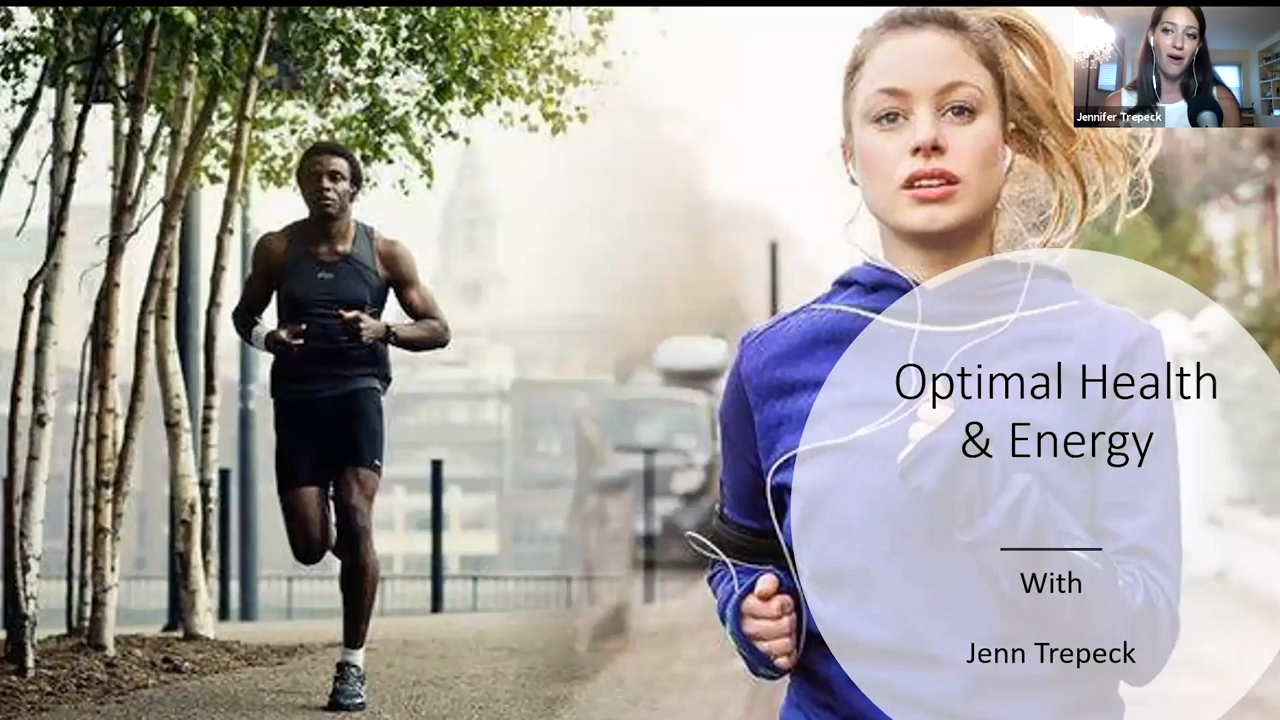 Jennifer Trepeck
Optimal Health
& Energy
With
Jenn Trepeck